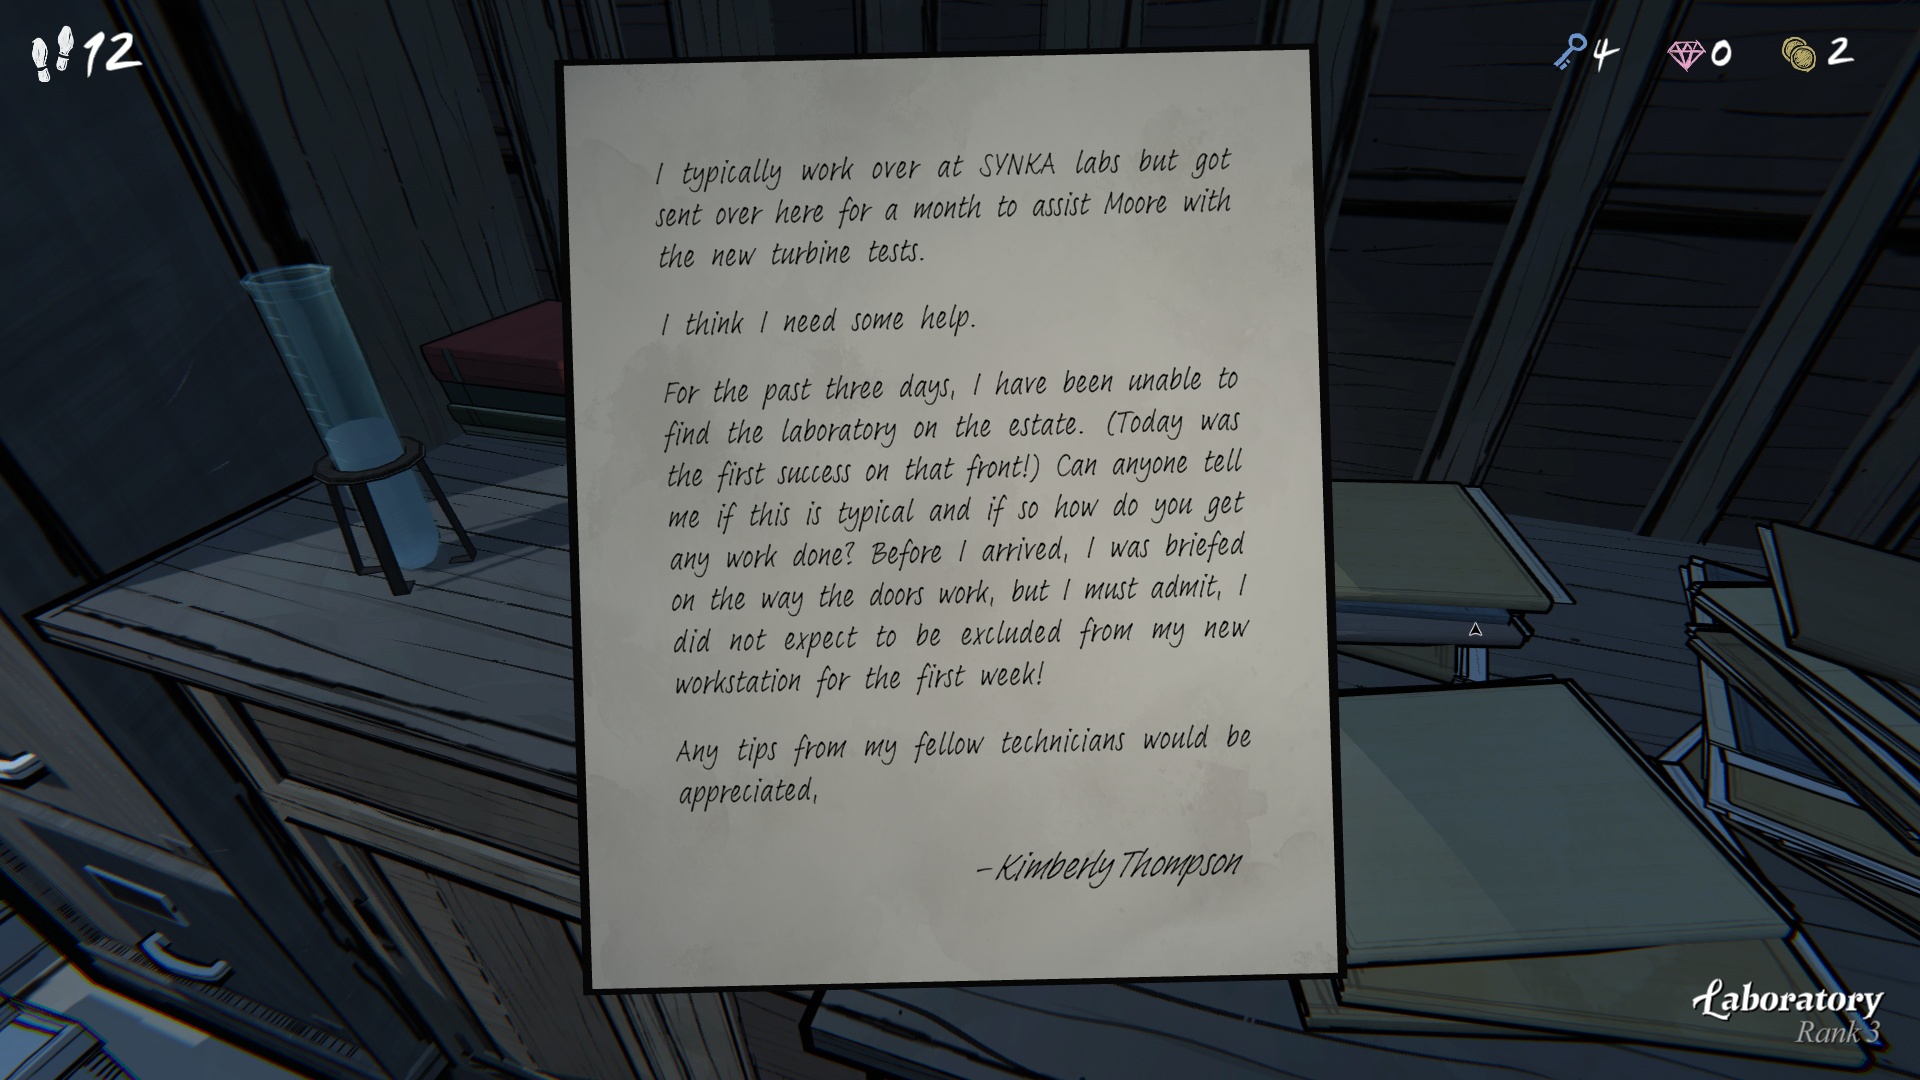 12
4 0 2
I typically work over at SYNKA labs but got
sent over here for a month to assist Moore with
the new turbine tests.
I think I need some help.
For the past three days, I have been unable to
find the laboratory on the estate. (Today was
the first success on that front!) Can anyone tell
me if this is typical and if so how do you get
any work done? Before I arrived, I was briefed
on the way the doors work, but I must admit, I
did not expect to be excluded from my new
workstation for the first week!
Any tips from my fellow technicians would be
appreciated,
-Kimberly Thompson
Laboratory
Rank 3